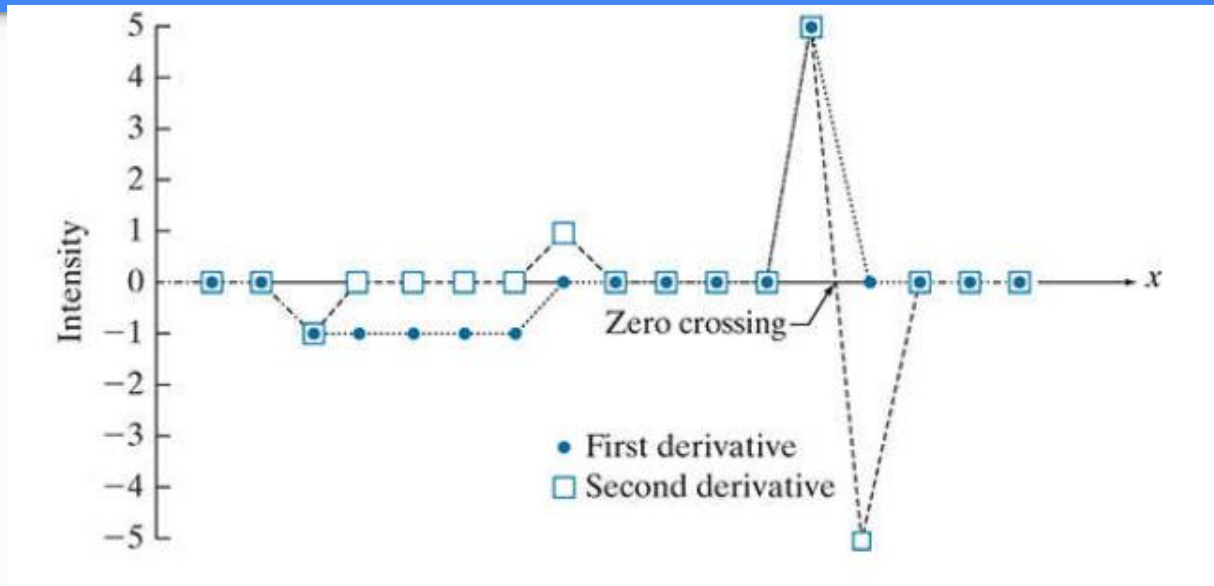 5
4
3
2
1
0
x
Zero crossing
−1
−2
−3
First derivative
−4
Second derivative
−5
Intensity